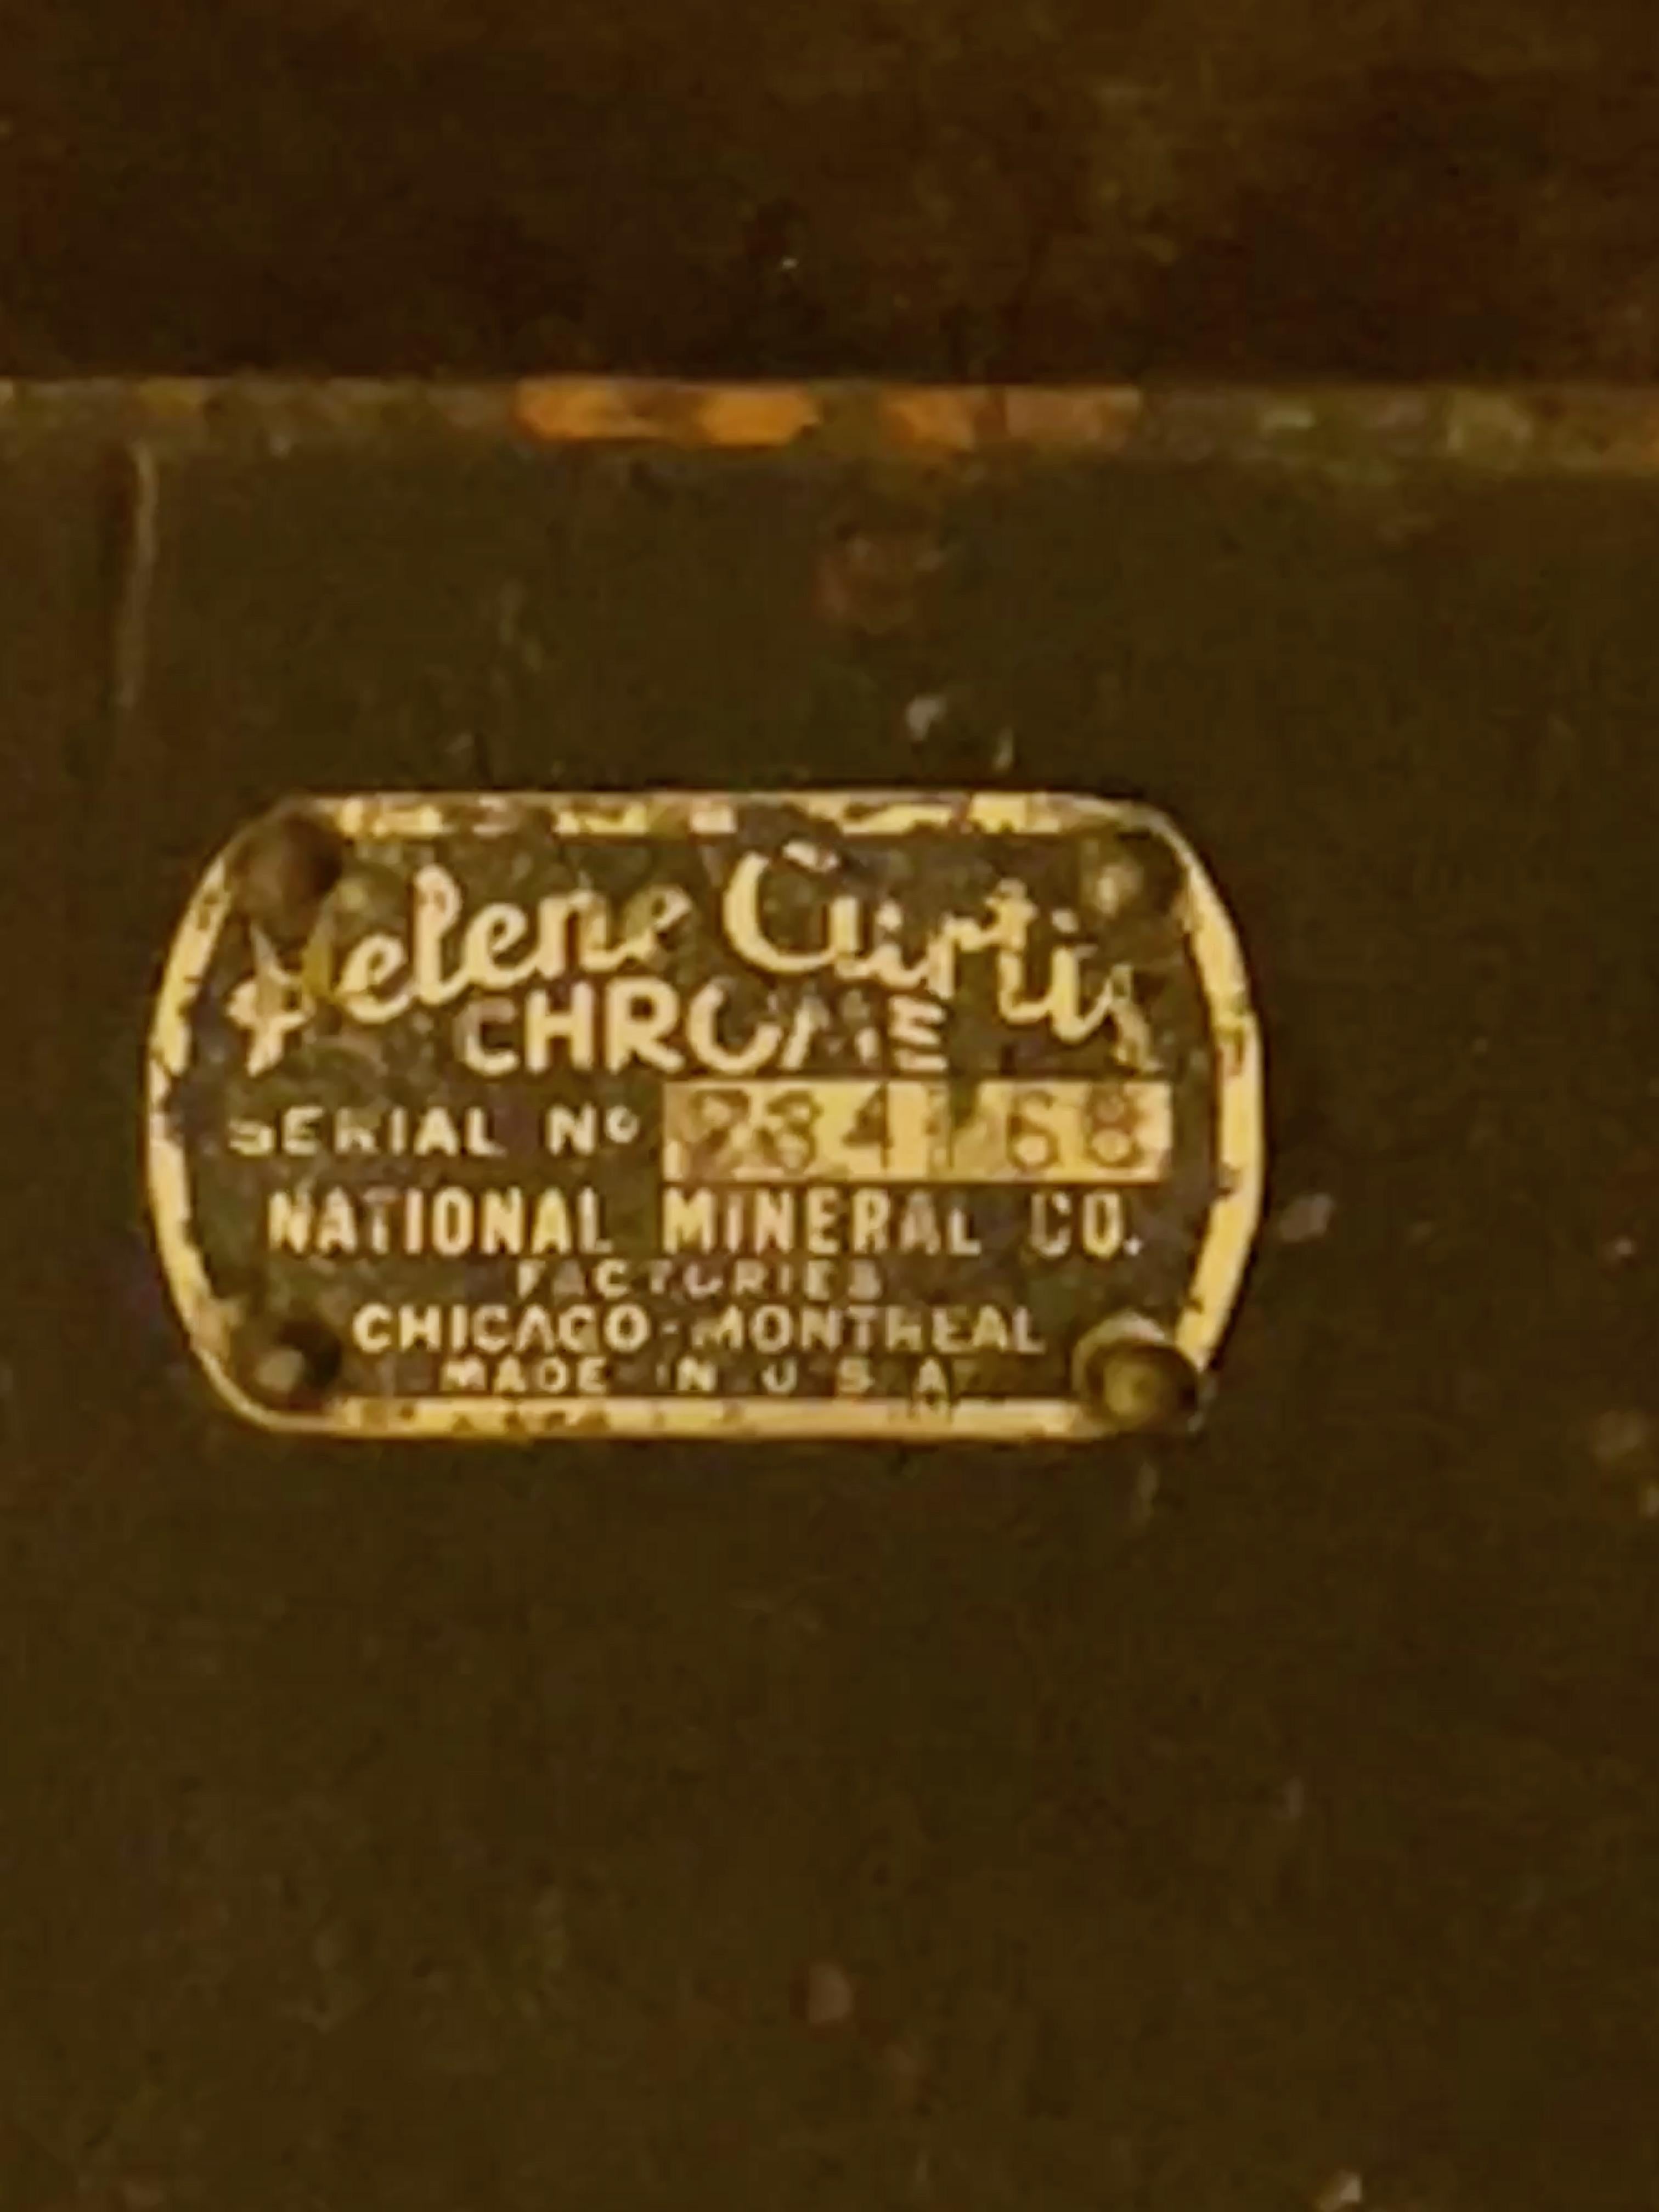 Helene Curtis
CHROME
SERIAL Nº
NATIONAL MINERAL CO.
FACTORIES
CHICAGO-MONTREAL
MADE IN U S A